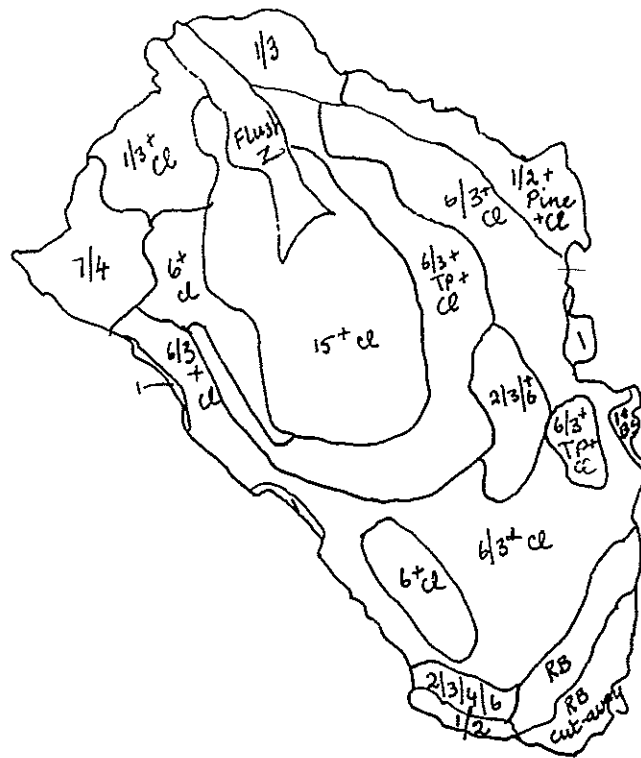 1/3
Flush
Z
1/3+
Cl
1/2+
Pine
+Cl
6/3+
Cl
7/4
6+
Cl
6/3+
TP+
Cl
15+ Cl
1
6/3
+
Cl
1
2/3/6+
6/3+
TP+
Cl
6/3+ Cl
6+Cl
RB
2/3/4/6
1/2
RB
cut-away